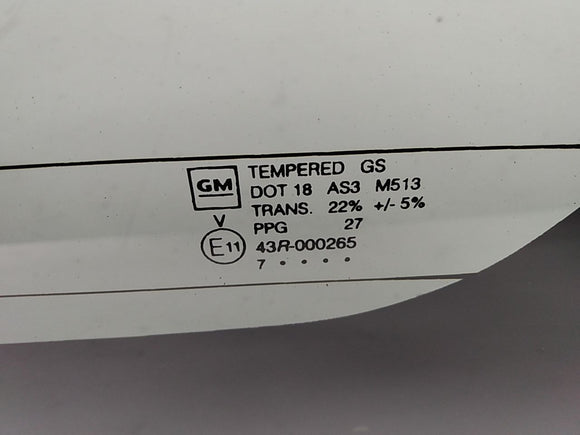 GM TEMPERED GS
DOT 18 AS3 M513
TRANS. 22% +/- 5%
V PPG 27
E11 43R-000265
7 • • • •